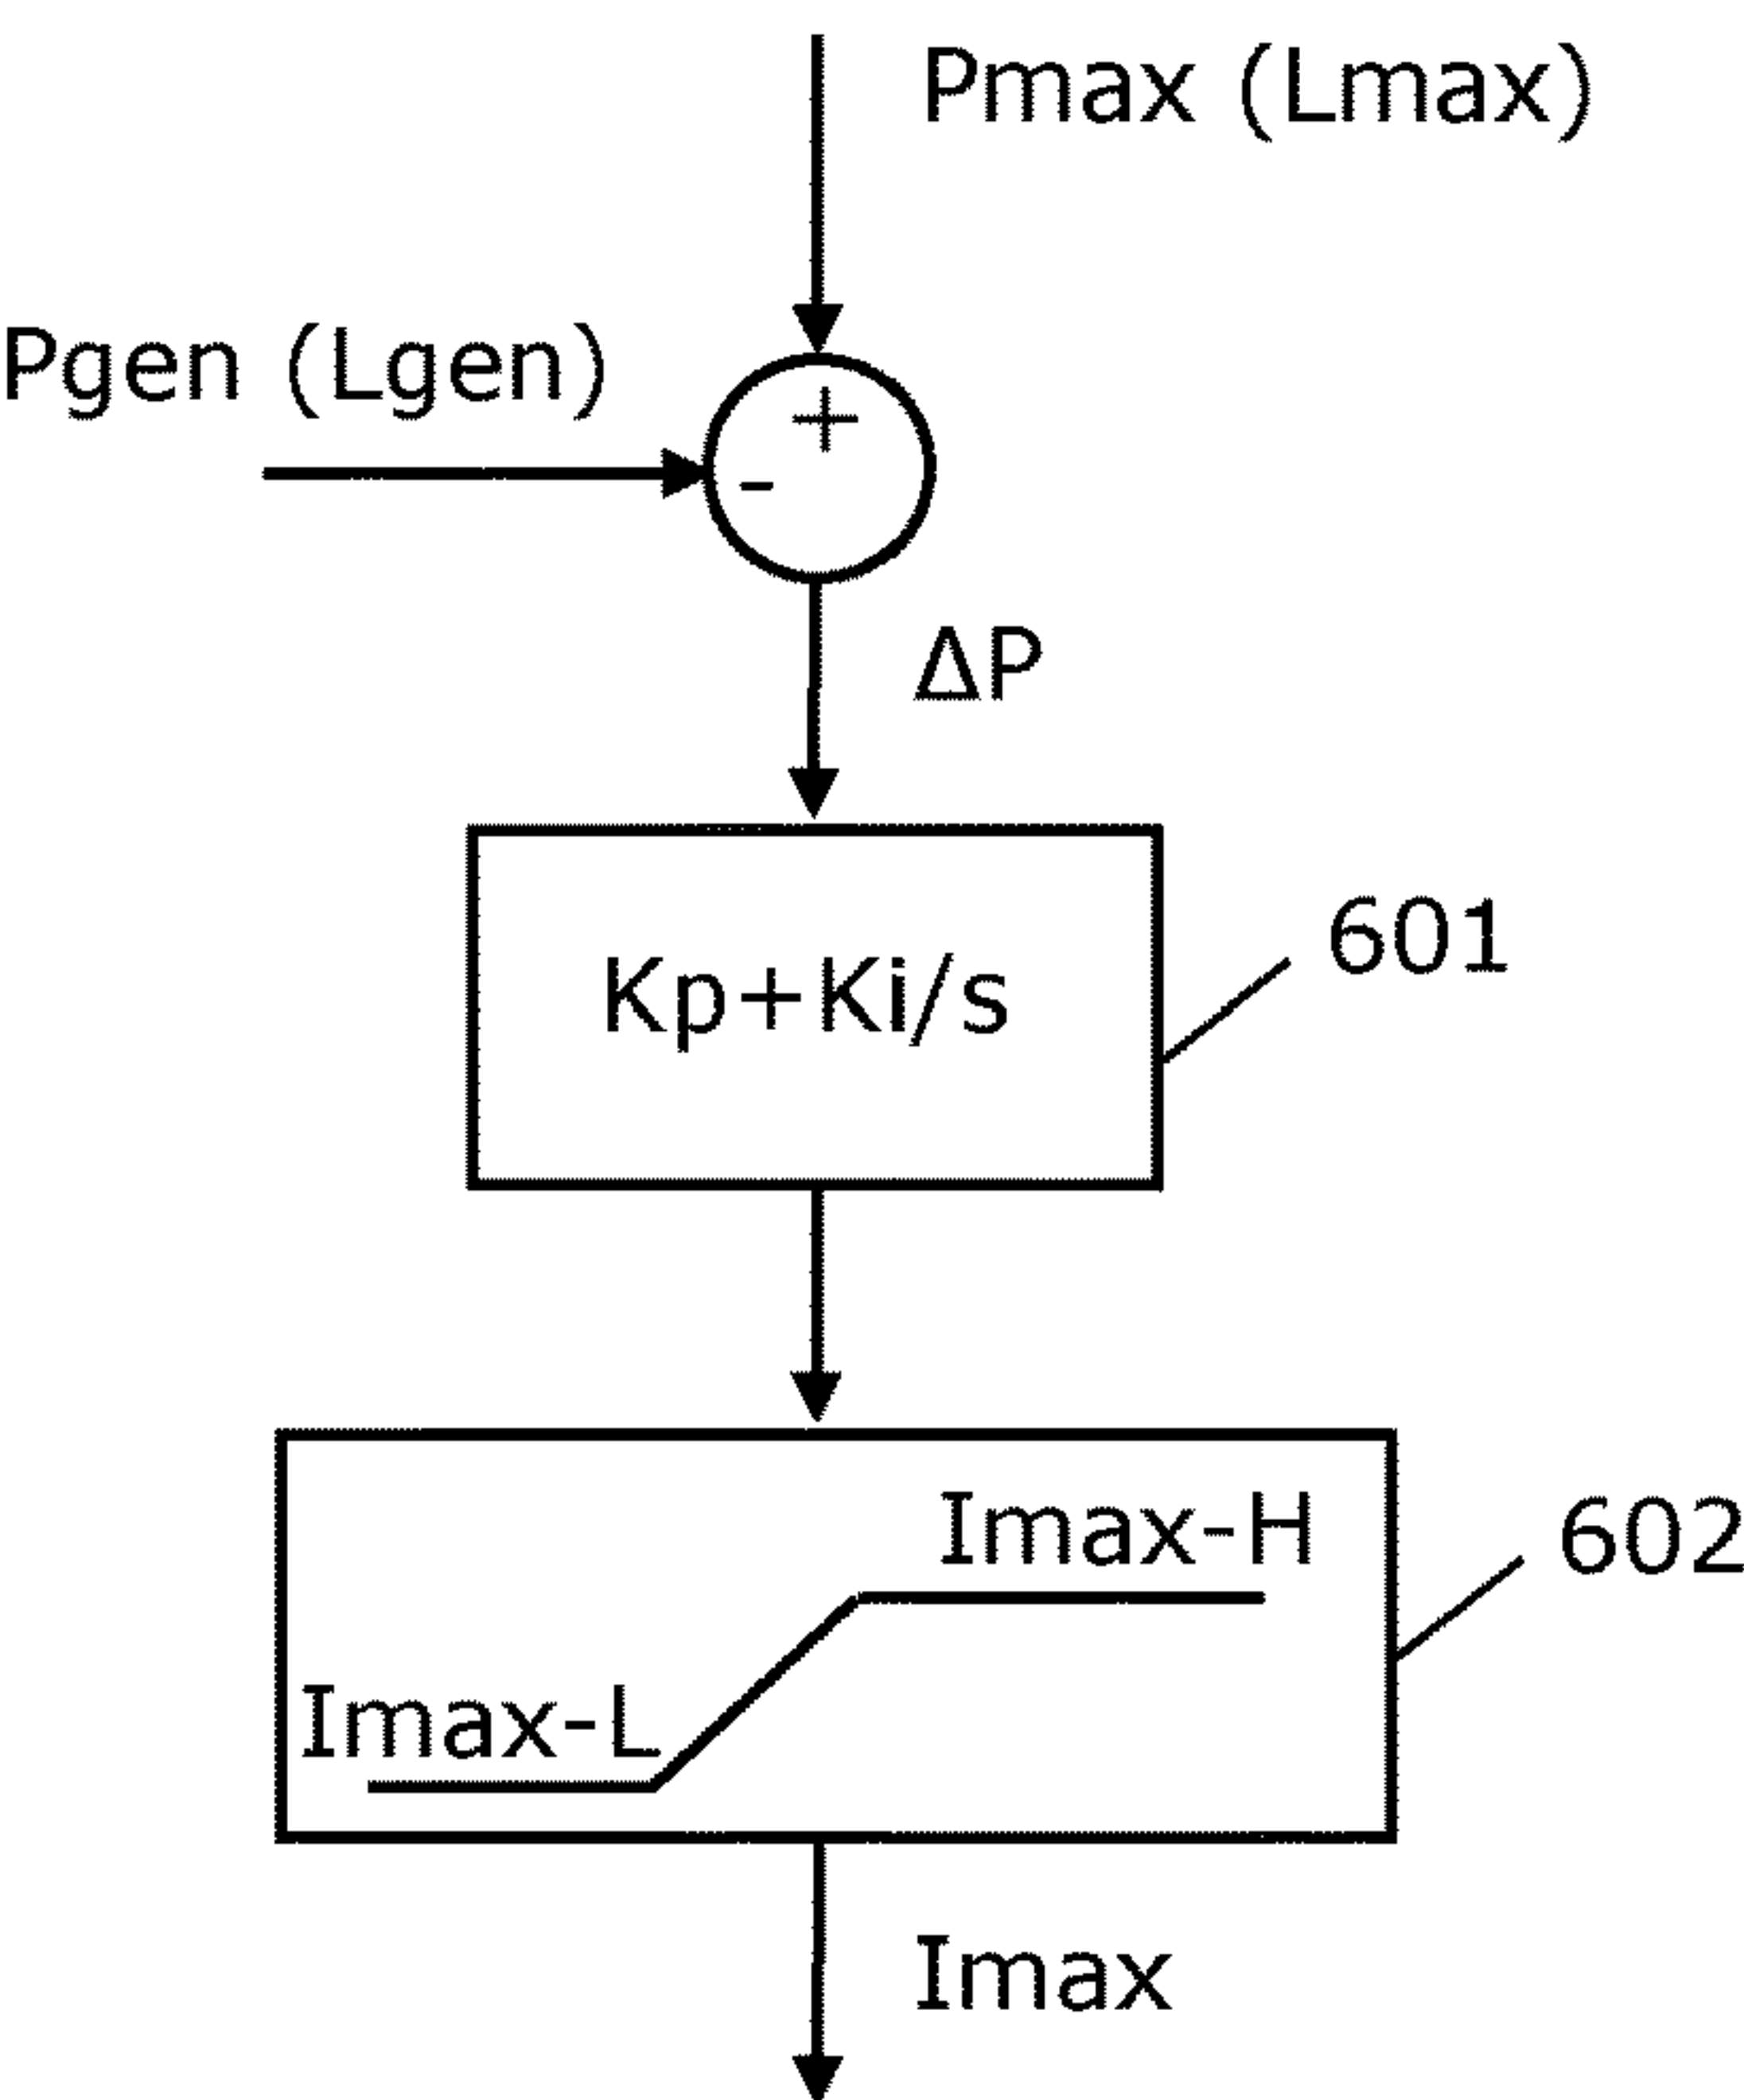 Pmax (Lmax)
Pgen (Lgen)
+
-
ΔP
Kp+Ki/s
601
Imax-H
602
Imax-L
Imax